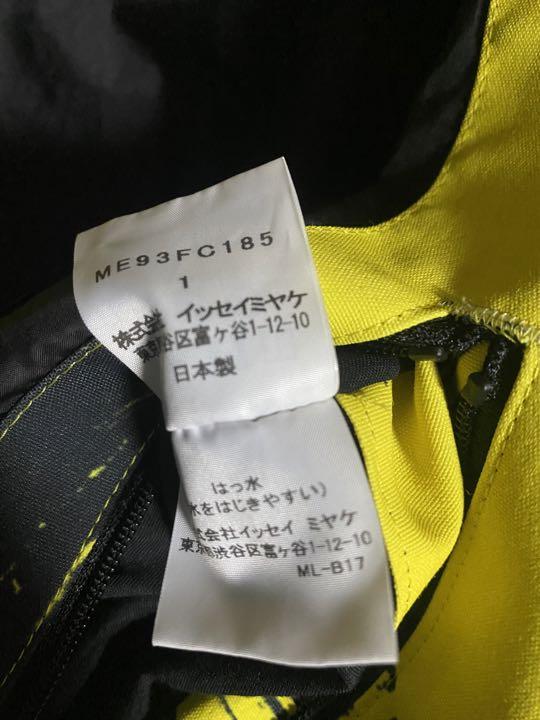 ME93FC185
1
株式会社 イッセイミヤケ
東京都渋谷区富ヶ谷1-12-10
日本製
はっ水
水をはじきやすい)
式会社イッセイ ミヤケ
東京都渋谷区富ヶ谷1-12-10
ML-B17